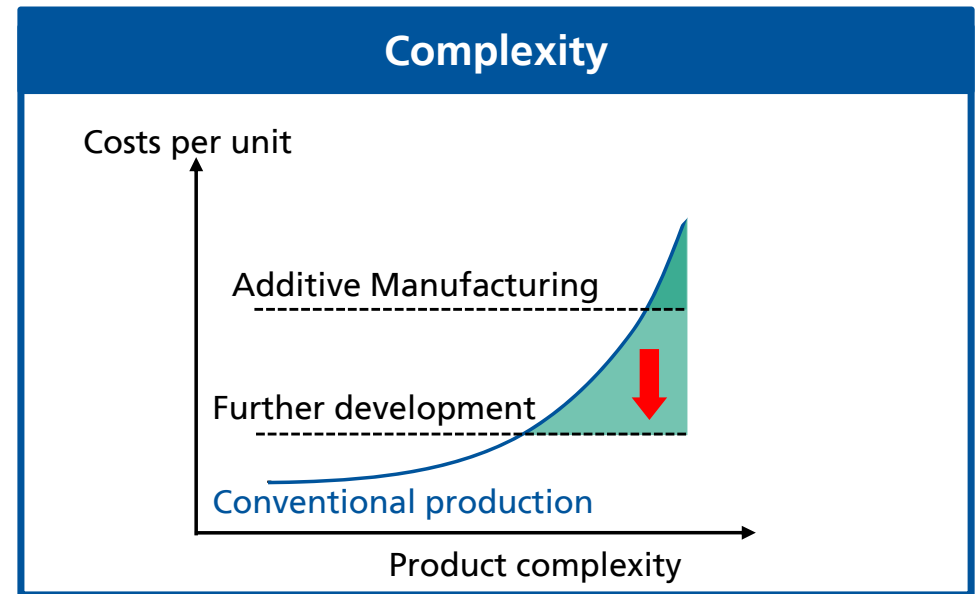 Complexity
Costs per unit
Additive Manufacturing
Further development
Conventional production
Product complexity